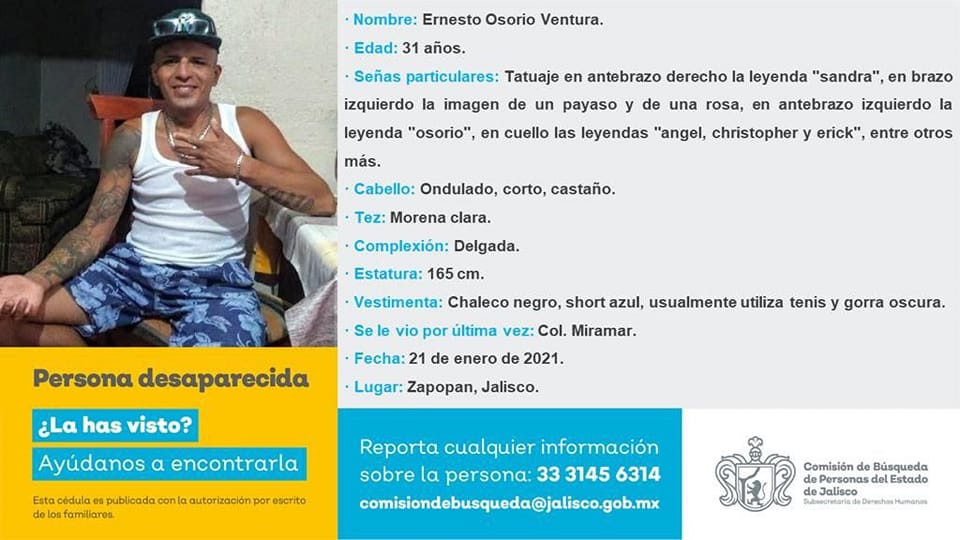 · Nombre: Ernesto Osorio Ventura.
· Edad: 31 años.
· Señas particulares: Tatuaje en antebrazo derecho la leyenda "sandra", en brazo
izquierdo la imagen de un payaso y de una rosa, en antebrazo izquierdo la
leyenda "osorio", en cuello las leyendas "angel, christopher y erick", entre otros
más.
· Cabello: Ondulado, corto, castaño.
· Tez: Morena clara.
· Complexión: Delgada.
· Estatura: 165 cm.
· Vestimenta: Chaleco negro, short azul, usualmente utiliza tenis y gorra oscura.
· Se le vio por última vez: Col. Miramar.
· Fecha: 21 de enero de 2021.
· Lugar: Zapopan, Jalisco.
Persona desaparecida
¿La has visto?
Ayúdanos a encontrarla
Esta cédula es publicada con la autorización por escrito
de los familiares.
Reporta cualquier información
sobre la persona: 33 3145 6314
comisiondebusqueda@jalisco.gob.mx
Comisión de Búsqueda
de Personas del Estado
de Jalisco
Subsecretaría de Derechos Humanos